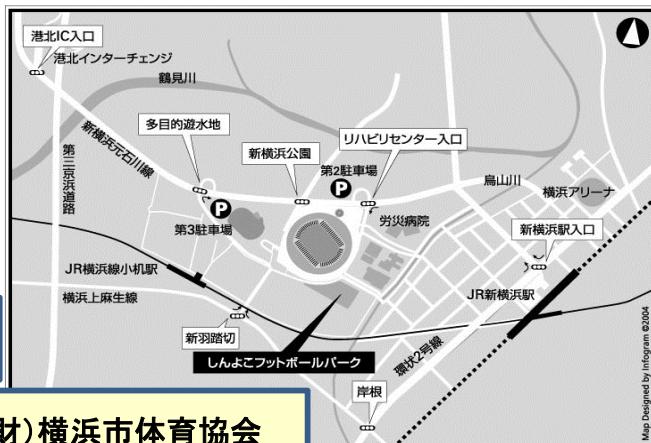 港北IC入口
港北インターチェンジ
鶴見川
多目的遊水地
新横浜元石川線
新横浜公園
リハビリセンター入口
第2駐車場
P
鳥山川
横浜アリーナ
第三京浜道路
P
第3駐車場
労災病院
新横浜駅入口
JR横浜線小机駅
横浜上麻生線
JR新横浜駅
新羽踏切
しんよこフットボールパーク
環状2号線
岸根
Map Designed by Infogram ©2004
財)横浜市体育協会